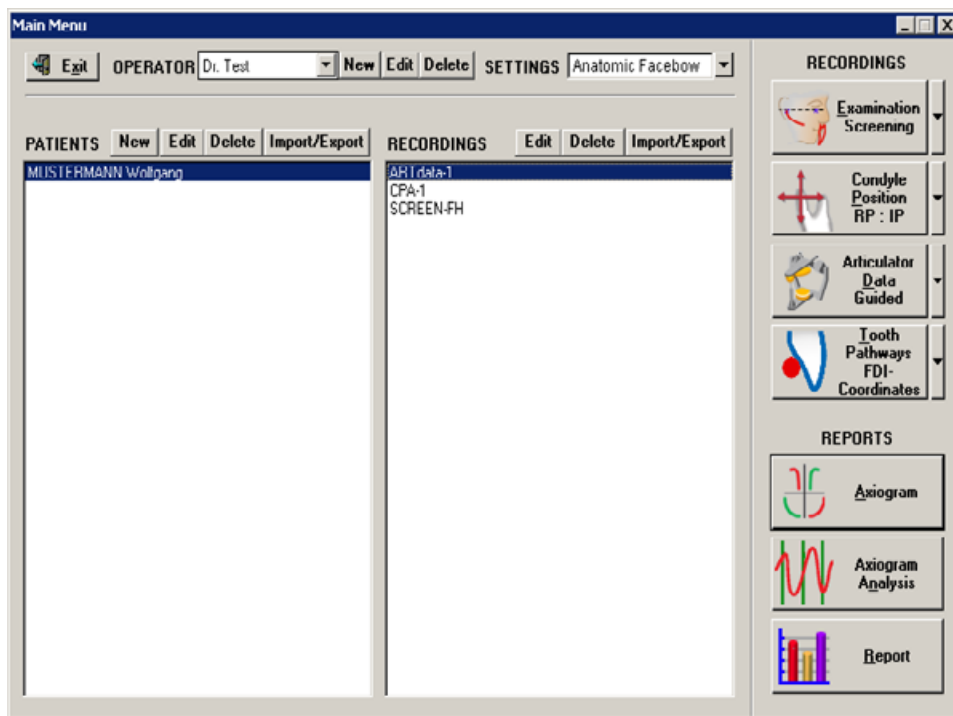 Main Menu
Exit OPERATOR Dr. Test New Edit Delete SETTINGS Anatomic Facebow
PATIENTS New Edit Delete Import/Export
MUSTERMANN Wolfgang
RECORDINGS Edit Delete Import/Export
ARTdata-1
CPA-1
SCREEN-FH
RECORDINGS
Examination
Screening
Condyle
Position
RP : IP
Articulator
Data
Guided
Tooth
Pathways
FDI-
Coordinates
REPORTS
Axiogram
Axiogram
Analysis
Report